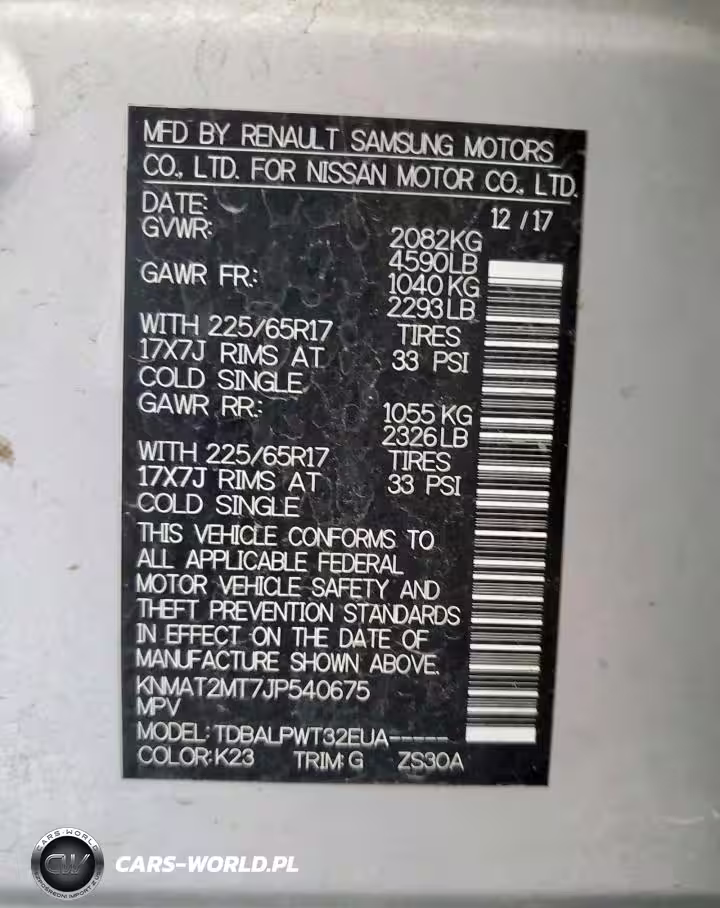 MFD BY RENAULT SAMSUNG MOTORS
CO., LTD. FOR NISSAN MOTOR CO., LTD.
DATE: 12 / 17
GVWR: 2082KG
4590LB
GAWR FR.: 1040 KG
2293 LB
WITH 225/65R17 TIRES
17X7J RIMS AT 33 PSI
COLD SINGLE
GAWR RR.: 1055 KG
2326 LB
WITH 225/65R17 TIRES
17X7J RIMS AT 33 PSI
COLD SINGLE
THIS VEHICLE CONFORMS TO
ALL APPLICABLE FEDERAL
MOTOR VEHICLE SAFETY AND
THEFT PREVENTION STANDARDS
IN EFFECT ON THE DATE OF
MANUFACTURE SHOWN ABOVE.
KNMAT2MT7JP540675
MPV
MODEL: TDBALPWT32EUA-----
COLOR: K23 TRIM: G ZS30A
CARS-WORLD
CW
CARS-WORLD.PL